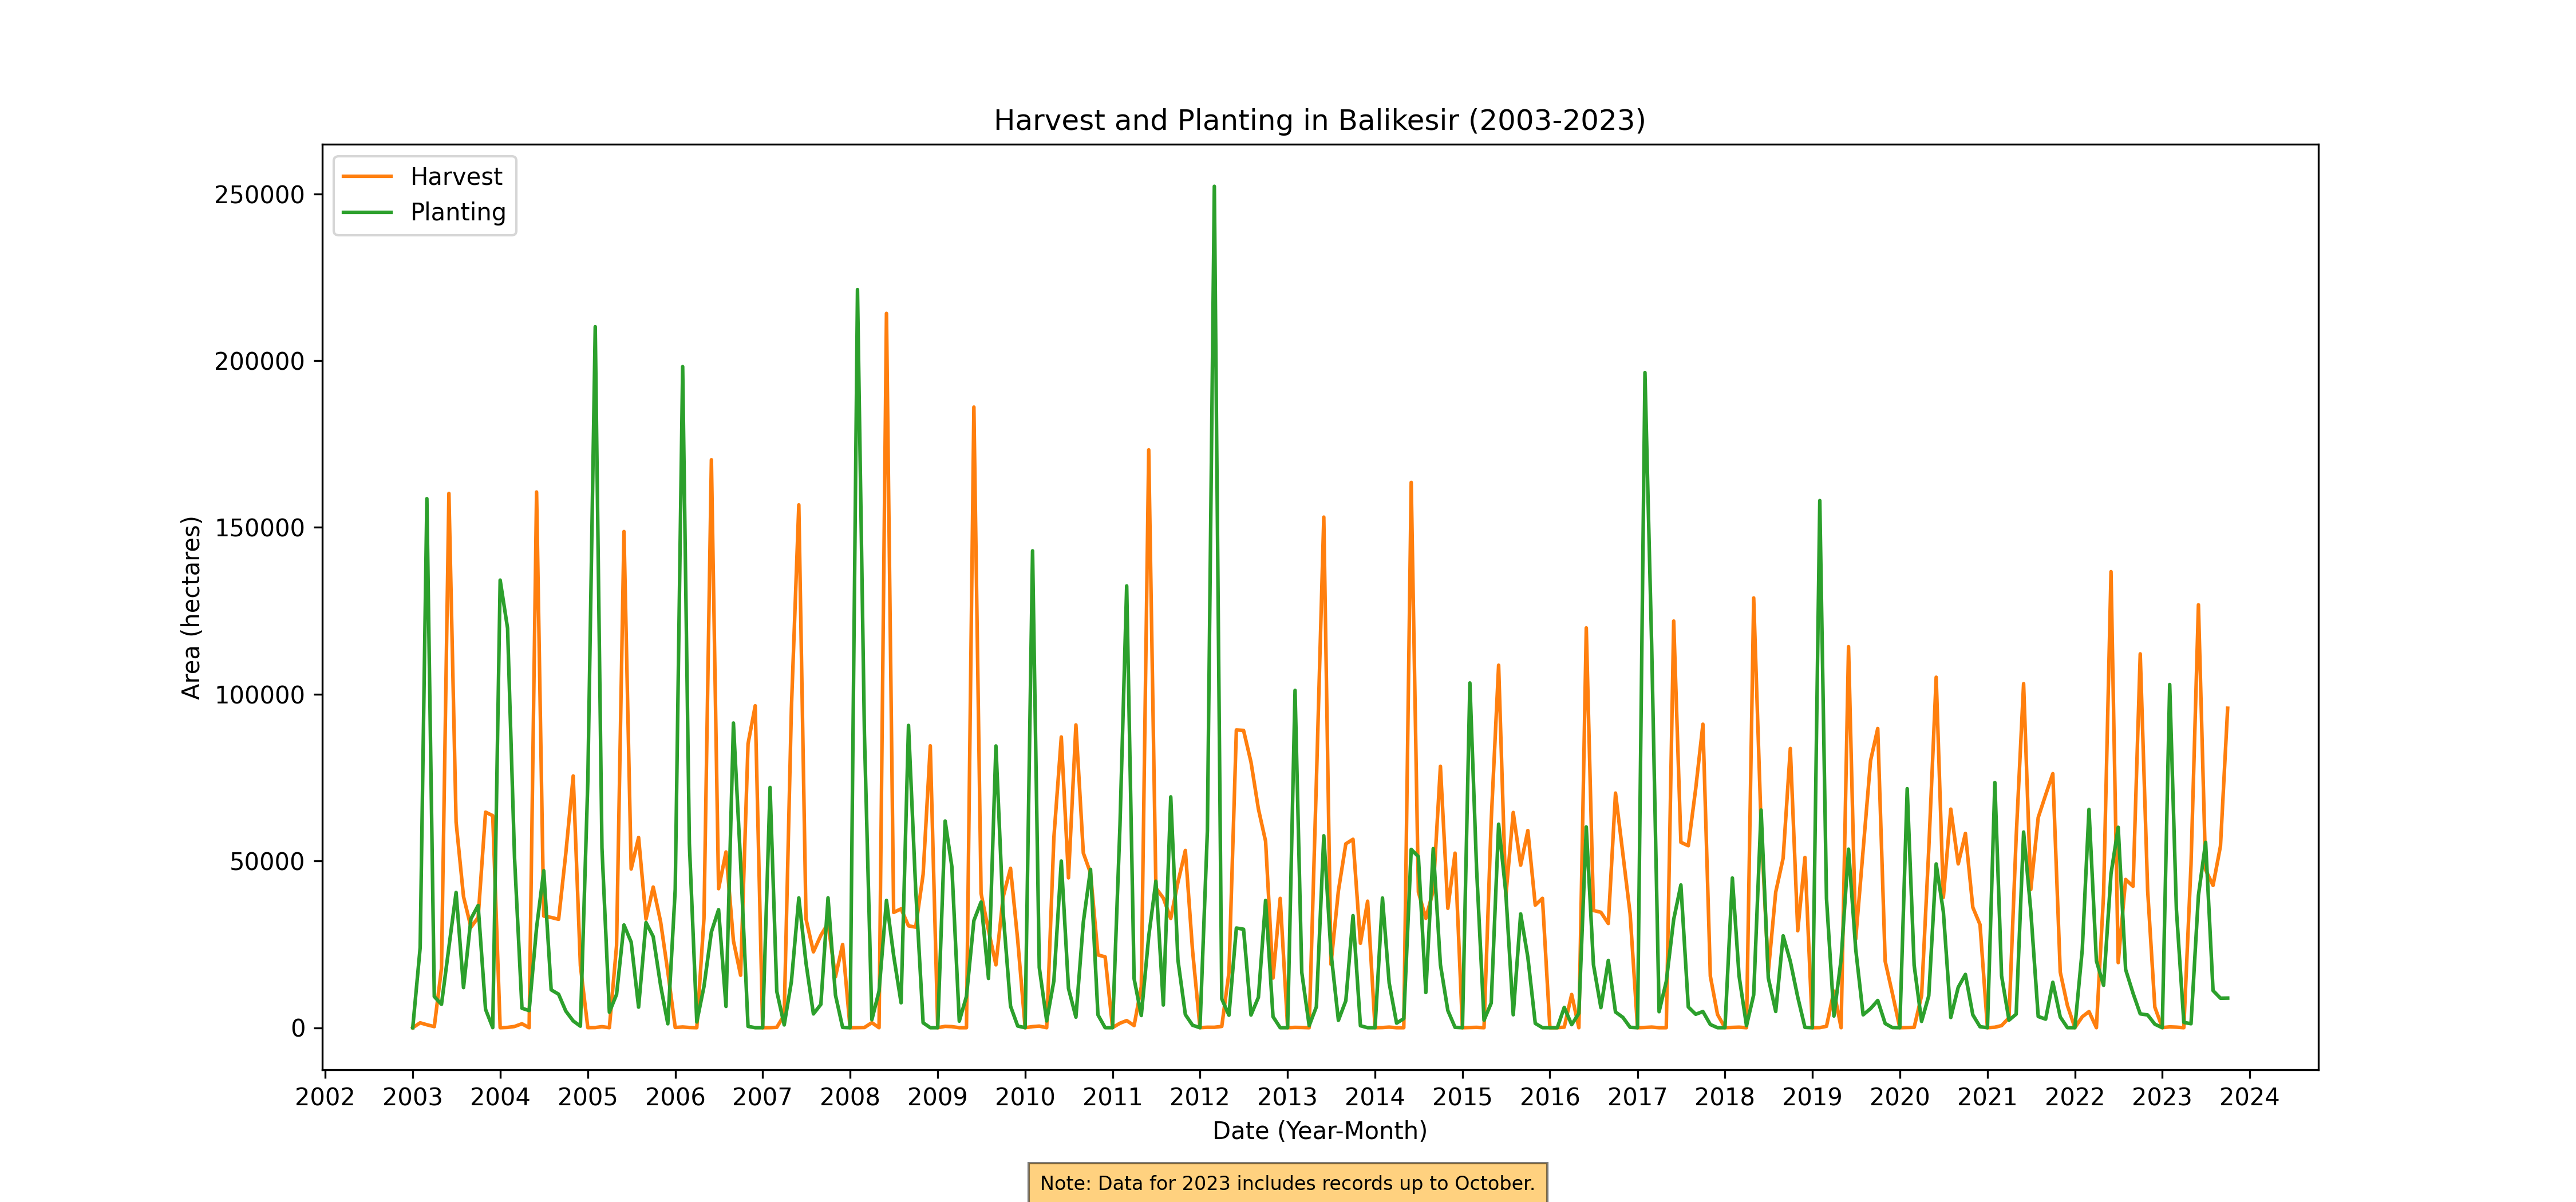 Harvest and Planting in Balikesir (2003-2023)
Harvest
Planting
250000
200000
150000
100000
50000
0
Area (hectares)
2002 2003 2004 2005 2006 2007 2008 2009 2010 2011 2012 2013 2014 2015 2016 2017 2018 2019 2020 2021 2022 2023 2024
Date (Year-Month)
Note: Data for 2023 includes records up to October.